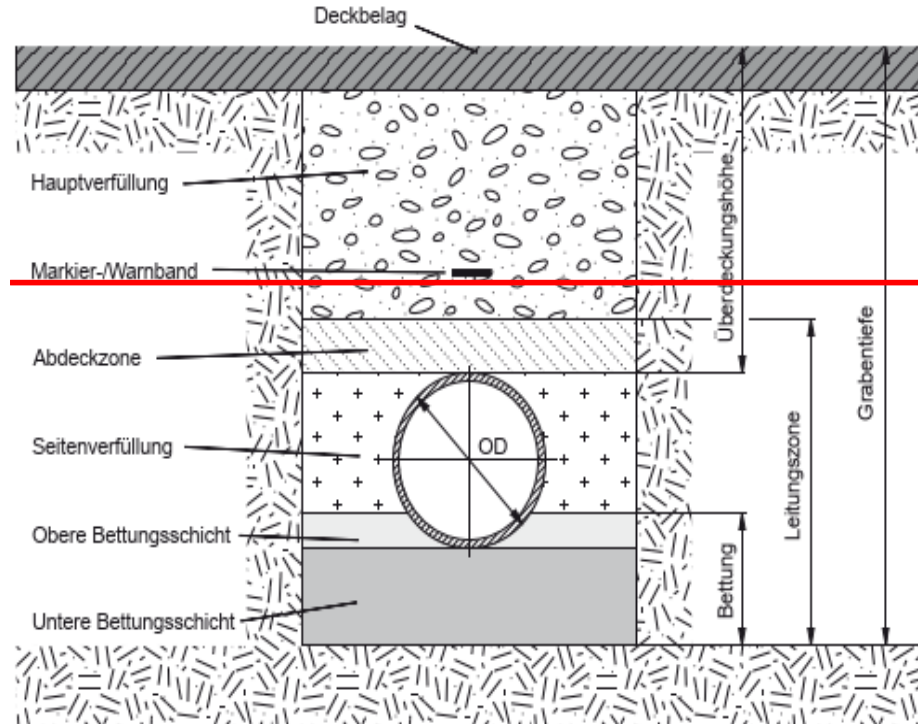 Deckbelag
Hauptverfüllung
Markier-/Warnband
Abdeckzone
Seitenverfüllung
Obere Bettungsschicht
Untere Bettungsschicht
OD
Überdeckungshöhe
Bettung
Leitungszone
Grabentiefe